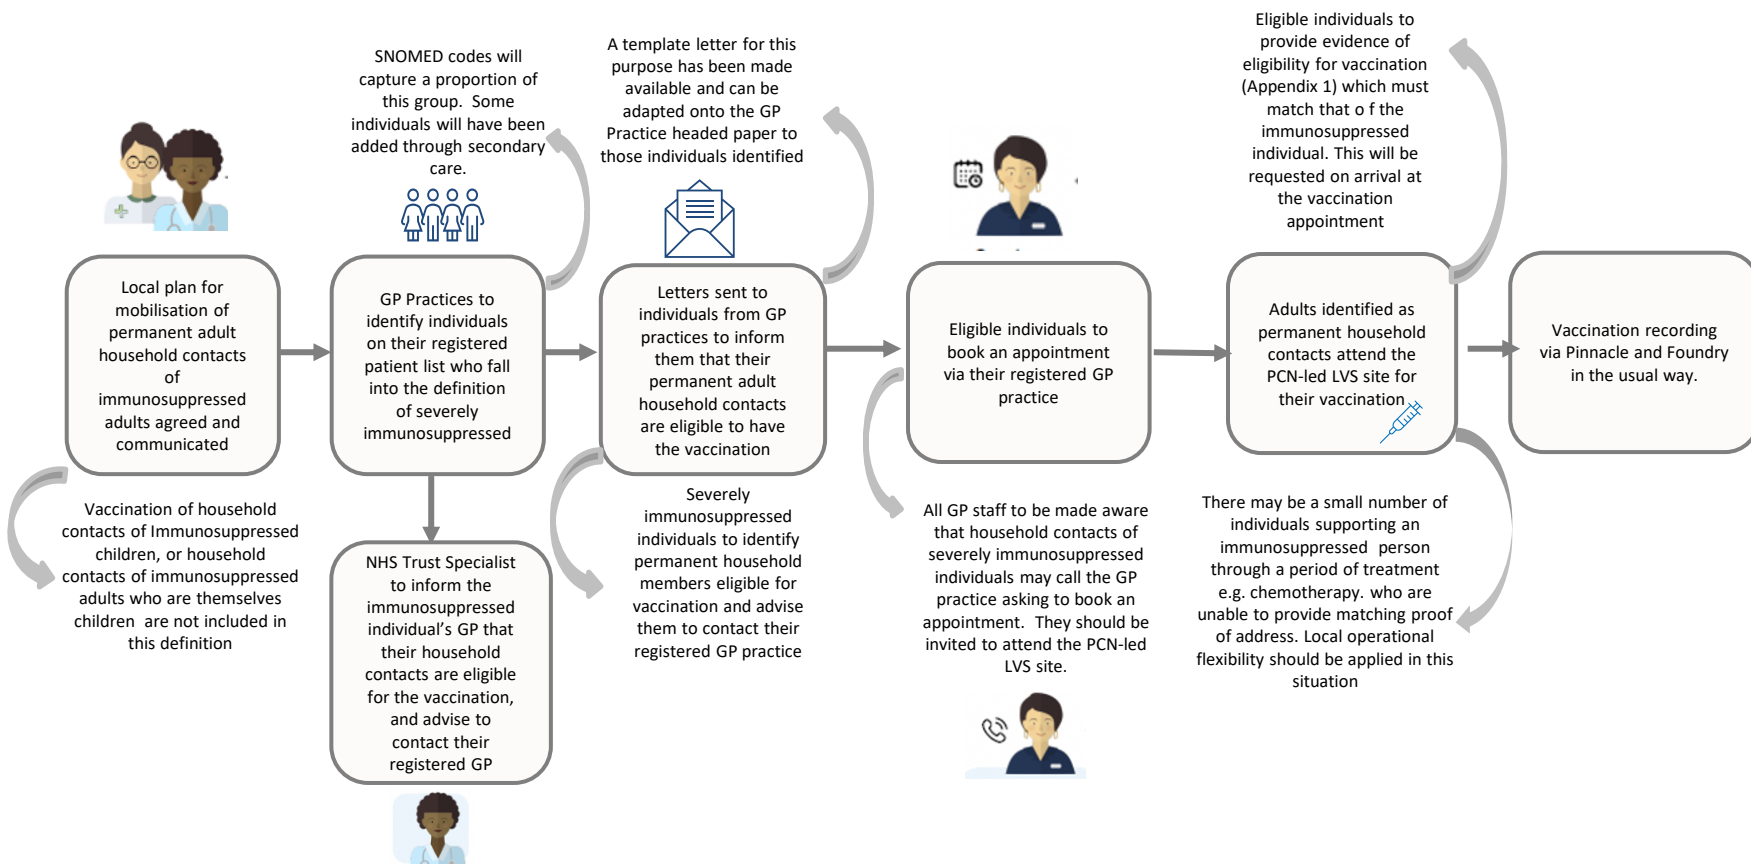 SNOMED codes will
capture a proportion of
this group.  Some
individuals will have been
added through secondary
care.
A template letter for this
purpose has been made
available and can be
adapted onto the GP
Practice headed paper to
those individuals identified
Eligible individuals to
provide evidence of
eligibility for vaccination
(Appendix 1) which must
match that o f the
immunosuppressed
individual. This will be
requested on arrival at
the vaccination
appointment
Local plan for
mobilisation of
permanent adult
household contacts
of
immunosuppressed
adults agreed and
communicated
GP Practices to
identify individuals
on their registered
patient list who fall
into the definition
of severely
immunosuppressed
Letters sent to
individuals from GP
practices to inform
them that their
permanent adult
household contacts
are eligible to have
the vaccination
Eligible individuals to
book an appointment
via their registered GP
practice
Adults identified as
permanent household
contacts attend the
PCN-led LVS site for
their vaccination
Vaccination recording
via Pinnacle and Foundry
in the usual way.
Vaccination of household
contacts of Immunosuppressed
children, or household
contacts of immunosuppressed
adults who are themselves
children  are not included in
this definition
NHS Trust Specialist
to inform the
immunosuppressed
individual’s GP that
their household
contacts are eligible
for the vaccination,
and advise to
contact their
registered GP
Severely
immunosuppressed
individuals to identify
permanent household
members eligible for
vaccination and advise
them to contact their
registered GP practice
All GP staff to be made aware
that household contacts of
severely immunosuppressed
individuals may call the GP
practice asking to book an
appointment.  They should be
invited to attend the PCN-led
LVS site.
There may be a small number of
individuals supporting an
immunosuppressed  person
through a period of treatment
e.g. chemotherapy. who are
unable to provide matching proof
of address. Local operational
flexibility should be applied in this
situation